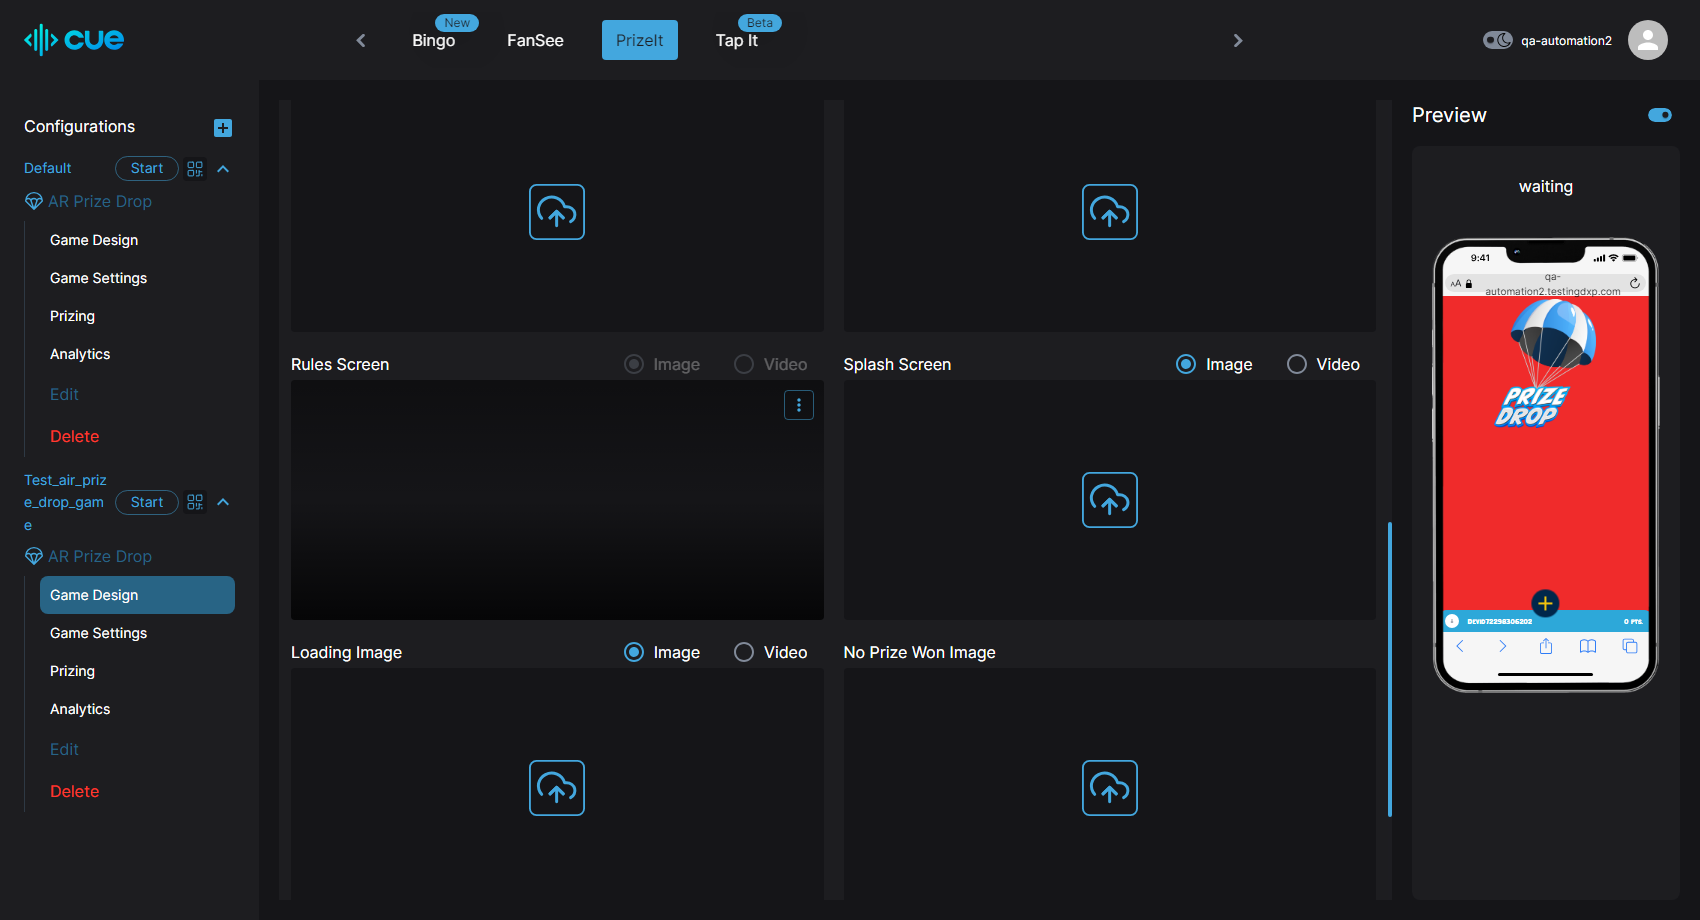 cue
New
Bingo
FanSee
PrizeIt
Beta
Tap It
qa-automation2
Configurations
Default
Start
AR Prize Drop
Game Design
Game Settings
Prizing
Analytics
Edit
Delete
Test_air_priz
e_drop_gam
e
Start
AR Prize Drop
Game Design
Game Settings
Prizing
Analytics
Edit
Delete
Rules Screen
Image
Video
Splash Screen
Image
Video
Loading Image
Image
Video
No Prize Won Image
Preview
waiting
9:41
AA
qa-
automation2.testingdxp.com
PRIZE
DROP
DEVID72296306202
0 PTS.